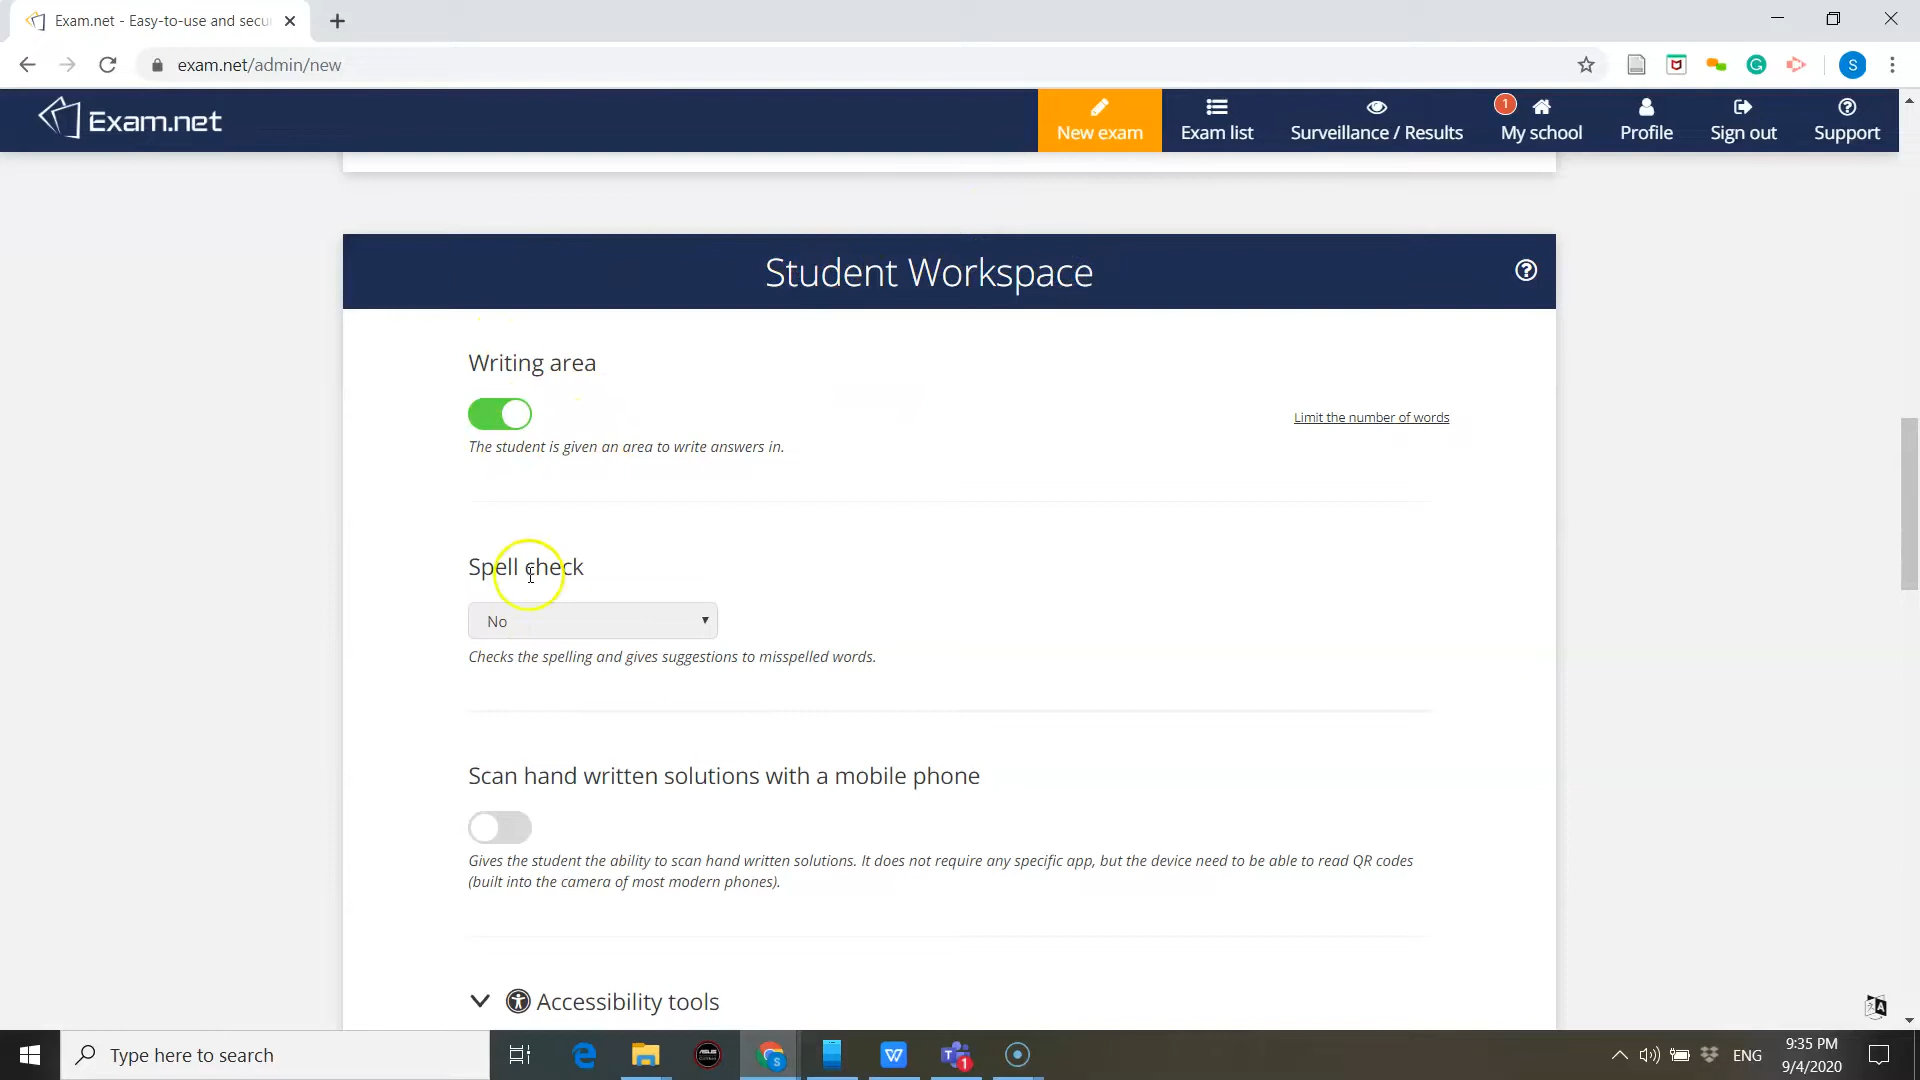 Exam.net - Easy-to-use and secu
exam.net/admin/new
S
Exam.net
New exam
Exam list
Surveillance / Results
1
My school
Profile
Sign out
Support
Student Workspace
Writing area
Limit the number of words
The student is given an area to write answers in.
Spell check
No
Checks the spelling and gives suggestions to misspelled words.
Scan hand written solutions with a mobile phone
Gives the student the ability to scan hand written solutions. It does not require any specific app, but the device need to be able to read QR codes
(built into the camera of most modern phones).
Accessibility tools
Type here to search
ENG
9:35 PM
9/4/2020